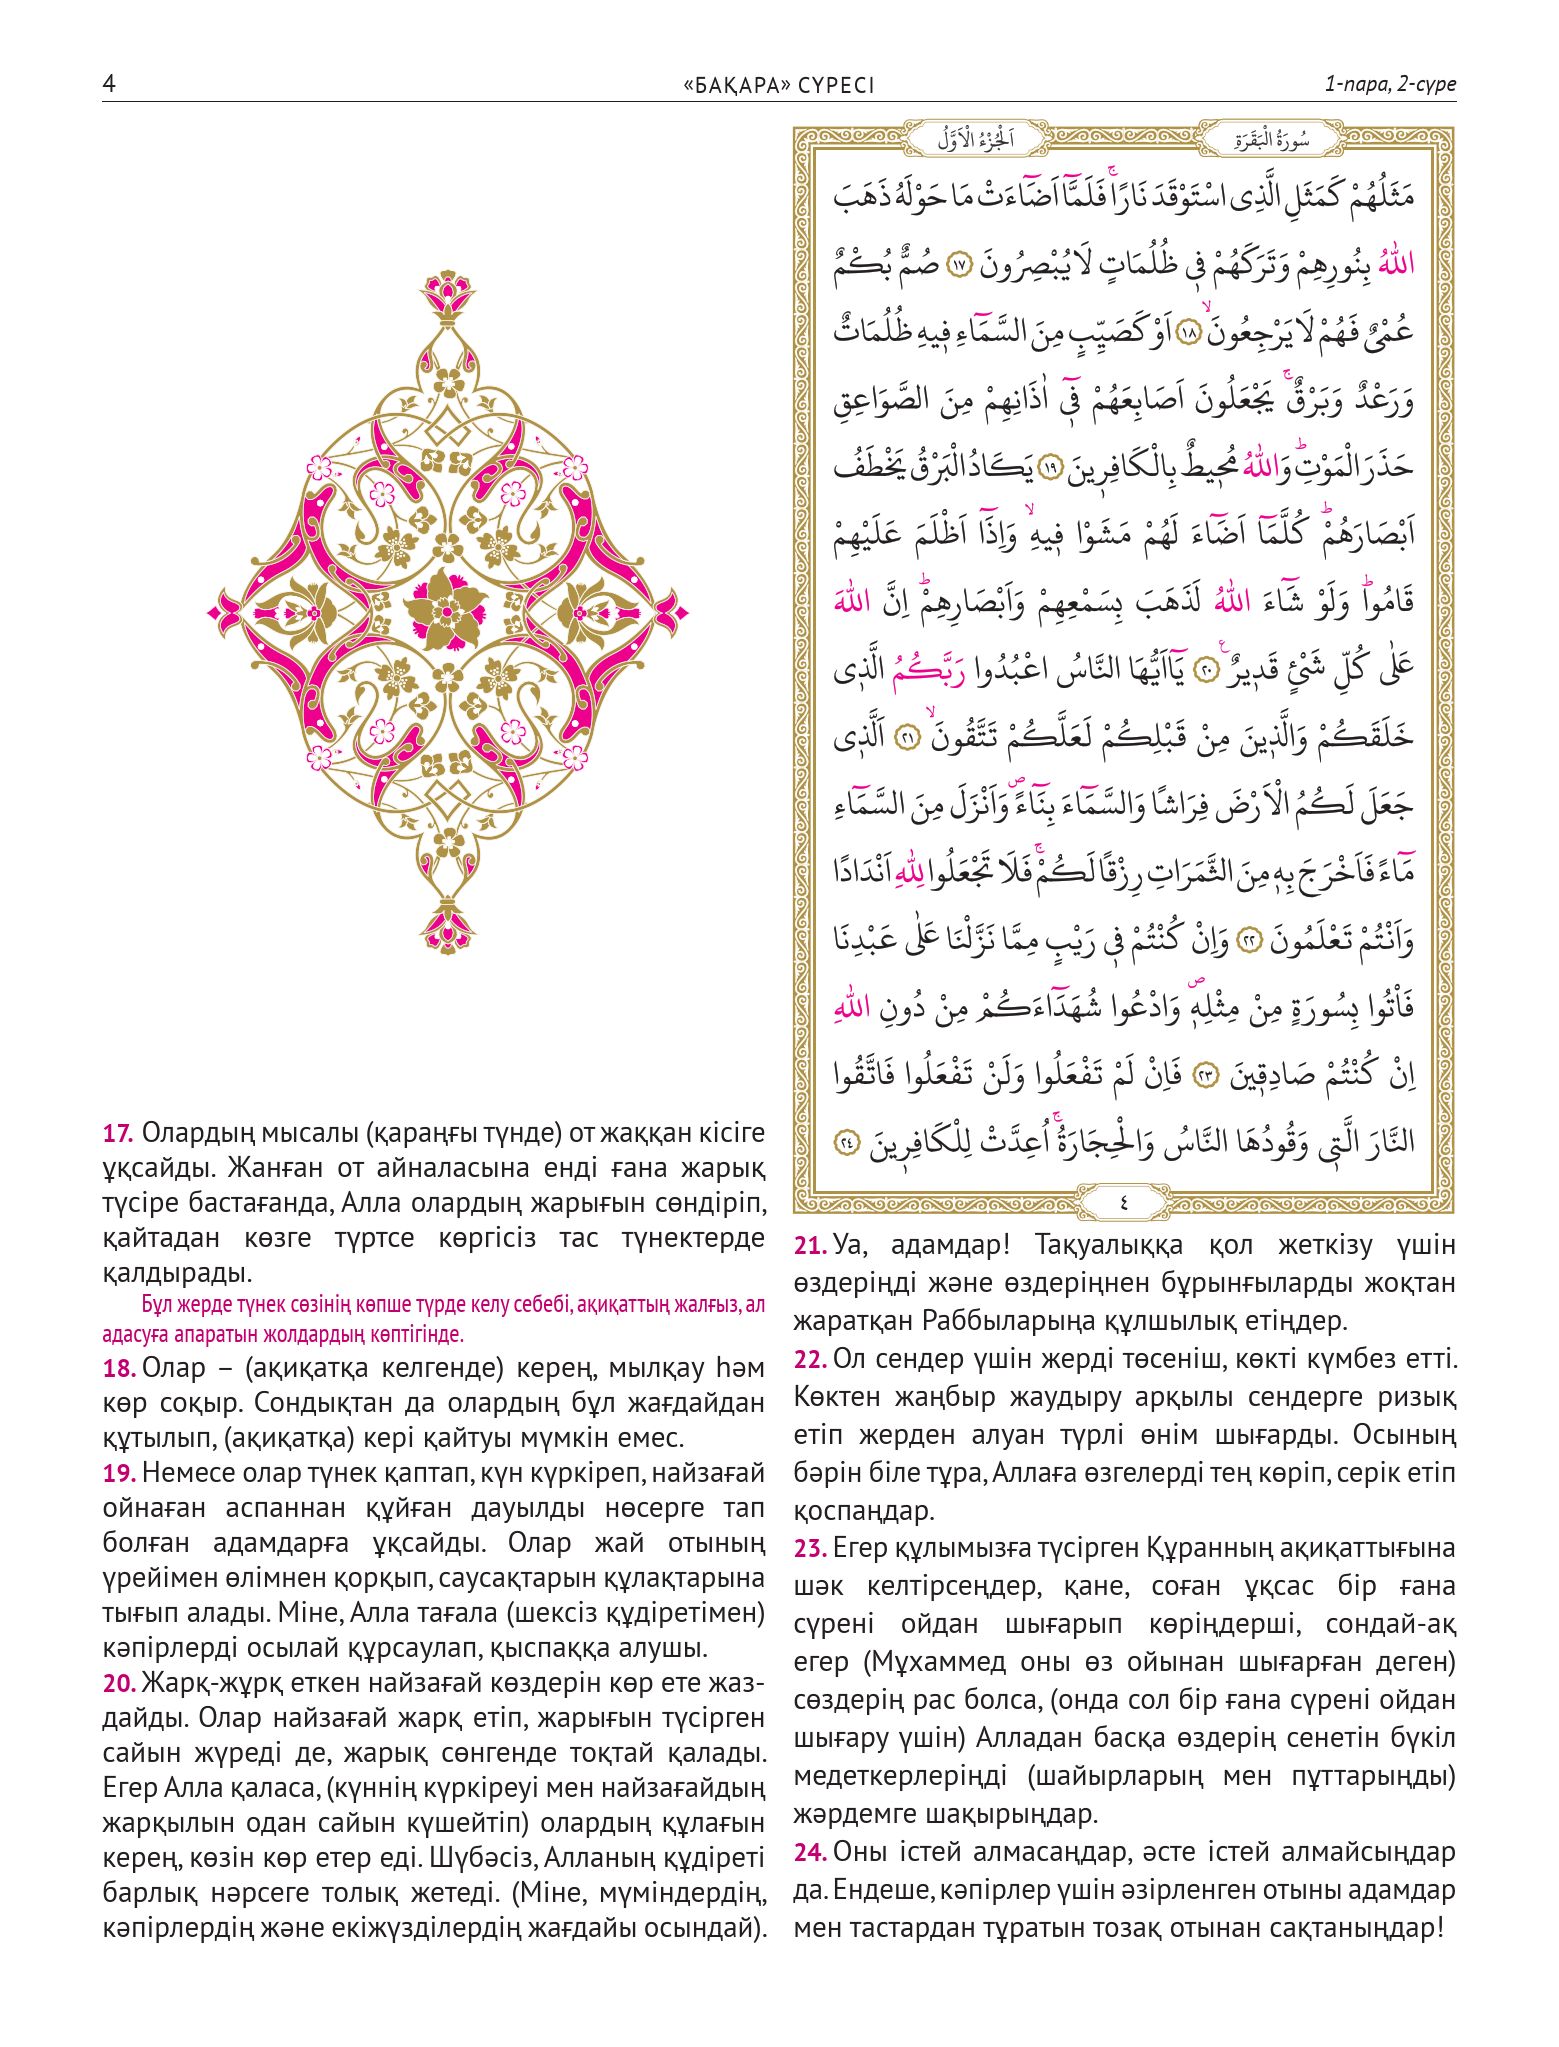 4
«БАҚАРА» СҮРЕСІ
1-пара, 2-сүре
سُورَةُ الْبَقَرَةِ
اَلْجُزْءُ الْاَوَّلُ
مَثَلُهُمْ كَمَثَلِ الَّذِى اسْتَوْقَدَ نَارًاۚ فَلَمَّٓا اَضَٓاءَتْ مَا حَوْلَهُ ذَهَبَ
اللّٰهُ بِنُورِهِمْ وَتَرَكَهُمْ ف۪ى ظُلُمَاتٍ لَا يُبْصِرُونَ ﴿١٧﴾ صُمٌّ بُكْمٌ
عُمْىٌ فَهُمْ لَا يَرْجِعُونَۙ ﴿١٨﴾ اَوْ كَصَيِّبٍ مِنَ السَّمَٓاءِ ف۪يهِ ظُلُمَاتٌ
وَرَعْدٌ وَبَرْقٌۚ يَجْعَلُونَ اَصَابِعَهُمْ ف۪ٓى اٰذَانِهِمْ مِنَ الصَّوَاعِقِ
حَذَرَ الْمَوْتِۜ وَاللّٰهُ مُح۪يطٌ بِالْكَافِر۪ينَ ﴿١٩﴾ يَكَادُ الْبَرْقُ يَخْطَفُ
اَبْصَارَهُمْۜ كُلَّمَٓا اَضَٓاءَ لَهُمْ مَشَوْا ف۪يهِۙ وَاِذَٓا اَظْلَمَ عَلَيْهِمْ
قَامُواۜ وَلَوْ شَٓاءَ اللّٰهُ لَذَهَبَ بِسَمْعِهِمْ وَاَبْصَارِهِمْۜ اِنَّ اللّٰهَ
عَلٰى كُلِّ شَىْءٍ قَد۪يرٌ۟ ﴿٢٠﴾ يَٓااَيُّهَا النَّاسُ اعْبُدُوا رَبَّكُمُ الَّذ۪ى
خَلَقَكُمْ وَالَّذ۪ينَ مِنْ قَبْلِكُمْ لَعَلَّكُمْ تَتَّقُونَۙ ﴿٢١﴾ اَلَّذ۪ى
جَعَلَ لَكُمُ الْاَرْضَ فِرَاشًا وَالسَّمَٓاءَ بِنَٓاءًۖ وَاَنْزَلَ مِنَ السَّمَٓاءِ
مَٓاءً فَاَخْرَجَ بِه۪ مِنَ الثَّمَرَاتِ رِزْقًا لَكُمْۚ فَلَا تَجْعَلُوا لِلّٰهِ اَنْدَادًا
وَاَنْتُمْ تَعْلَمُونَ ﴿٢٢﴾ وَاِنْ كُنْتُمْ ف۪ى رَيْبٍ مِمَّا نَزَّلْنَا عَلٰى عَبْدِنَا
فَاْتُوا بِسُورَةٍ مِنْ مِثْلِه۪ۖ وَادْعُوا شُهَدَٓاءَكُمْ مِنْ دُونِ اللّٰهِ
اِنْ كُنْتُمْ صَادِق۪ينَ ﴿٢٣﴾ فَاِنْ لَمْ تَفْعَلُوا وَلَنْ تَفْعَلُوا فَاتَّقُوا
النَّارَ الَّت۪ى وَقُودُهَا النَّاسُ وَالْحِجَارَةُۚ اُعِدَّتْ لِلْكَافِر۪ينَ ﴿٢٤﴾
٤
17. Олардың мысалы (қараңғы түнде) от жаққан кісіге
ұқсайды. Жанған от айналасына енді ғана жарық
түсіре бастағанда, Алла олардың жарығын сөндіріп,
қайтадан көзге түртсе көргісіз тас түнектерде
қалдырады.
Бұл жерде түнек сөзінің көпше түрде келу себебі, ақиқаттың жалғыз, ал
адасуға апаратын жолдардың көптігінде.
18. Олар – (ақиқатқа келгенде) керең, мылқау һәм
көр соқыр. Сондықтан да олардың бұл жағдайдан
құтылып, (ақиқатқа) кері қайтуы мүмкін емес.
19. Немесе олар түнек қаптап, күн күркіреп, найзағай
ойнаған аспаннан құйған дауылды нөсерге тап
болған адамдарға ұқсайды. Олар жай отының
үрейімен өлімнен қорқып, саусақтарын құлақтарына
тығып алады. Міне, Алла тағала (шексіз құдіретімен)
кәпірлерді осылай құрсаулап, қыспаққа алушы.
20. Жарқ-жұрқ еткен найзағай көздерін көр ете жаз-
дайды. Олар найзағай жарқ етіп, жарығын түсірген
сайын жүреді де, жарық сөнгенде тоқтай қалады.
Егер Алла қаласа, (күннің күркіреуі мен найзағайдың
жарқылын одан сайын күшейтіп) олардың құлағын
керең, көзін көр етер еді. Шүбәсіз, Алланың құдіреті
барлық нәрсеге толық жетеді. (Міне, мүміндердің,
кәпірлердің және екіжүзділердің жағдайы осындай).
21. Уа, адамдар! Тақуалыққа қол жеткізу үшін
өздеріңді және өздеріңнен бұрынғыларды жоқтан
жаратқан Раббыларыңа құлшылық етіңдер.
22. Ол сендер үшін жерді төсеніш, көкті күмбез етті.
Көктен жаңбыр жаудыру арқылы сендерге ризық
етіп жерден алуан түрлі өнім шығарды. Осының
бәрін біле тұра, Аллаға өзгелерді тең көріп, серік етіп
қоспаңдар.
23. Егер құлымызға түсірген Құранның ақиқаттығына
шәк келтірсеңдер, қане, соған ұқсас бір ғана
сүрені ойдан шығарып көріңдерші, сондай-ақ
егер (Мұхаммед оны өз ойынан шығарған деген)
сөздерің рас болса, (онда сол бір ғана сүрені ойдан
шығару үшін) Алладан басқа өздерің сенетін бүкіл
медеткерлеріңді (шайырларың мен пұттарыңды)
жәрдемге шақырыңдар.
24. Оны істей алмасаңдар, әсте істей алмайсыңдар
да. Ендеше, кәпірлер үшін әзірленген отыны адамдар
мен тастардан тұратын тозақ отынан сақтаныңдар!